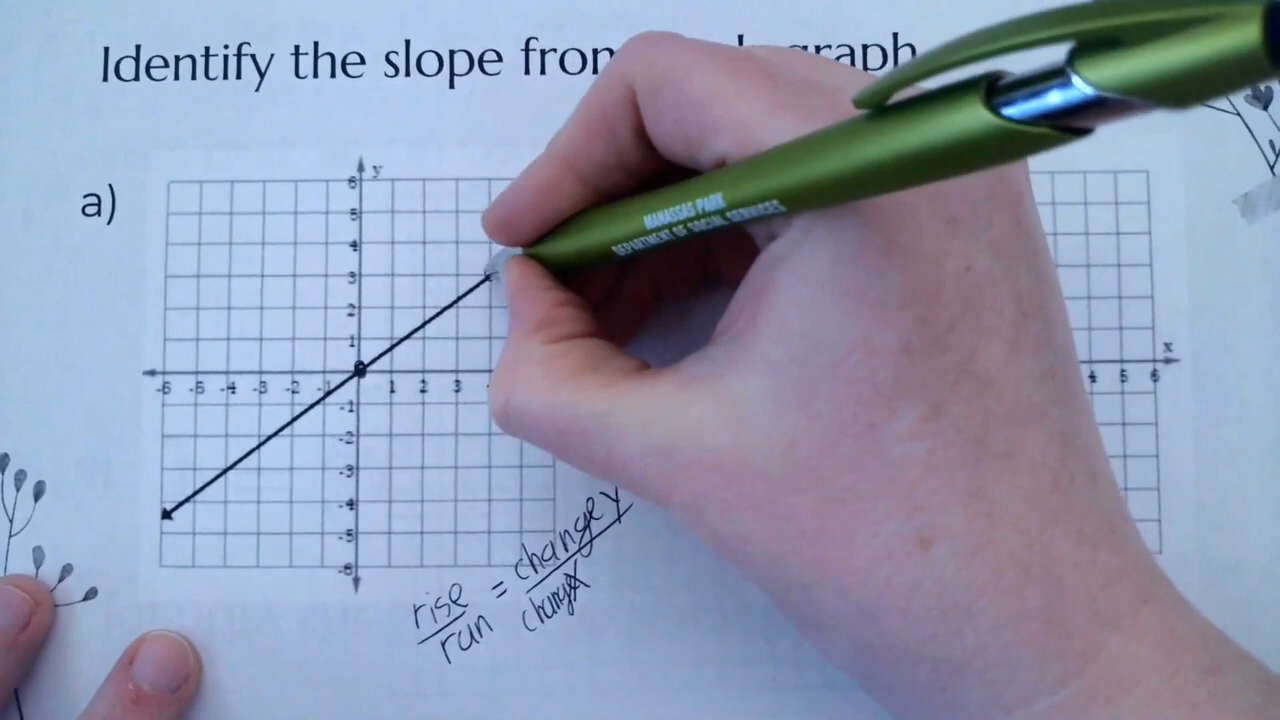 Identify the slope from graph
a)
y
6
5
4
3
2
1
-6 -5 -4 -3 -2 -1 1 2 3
-1
-2
-3
-4
-5
-6
x
4 5 6
MANASSAS PARK
DEPARTMENT OF SOCIAL SERVICES
rise = change y
run change x